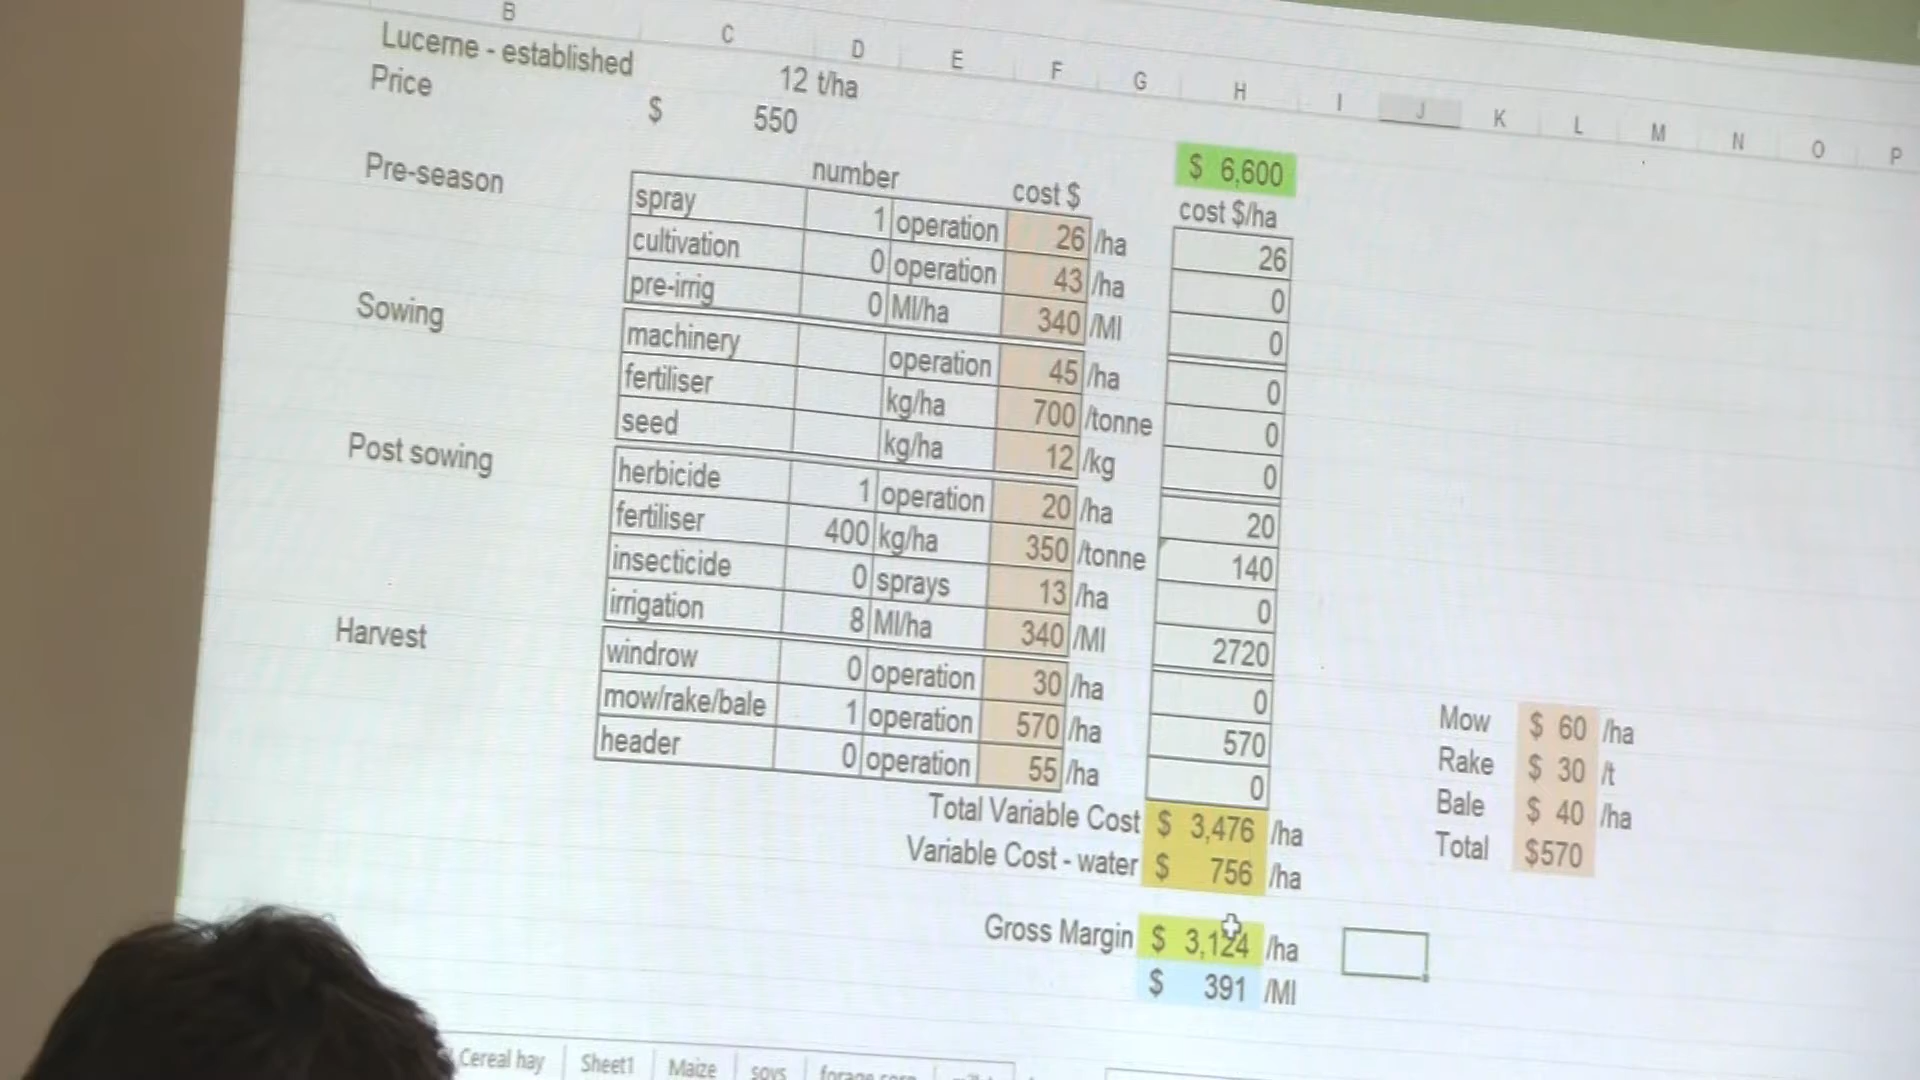 B C D E F G H I J K L M N O P
Lucerne - established 12 t/ha
Price $ 550
$ 6,600
number cost $ cost $/ha
Pre-season spray 1 operation 26 /ha 26
cultivation 0 operation 43 /ha 0
pre-irrig 0 Ml/ha 340 /Ml 0
Sowing machinery operation 45 /ha 0
fertiliser kg/ha 700 /tonne 0
seed kg/ha 12 /kg 0
Post sowing herbicide 1 operation 20 /ha 20
fertiliser 400 kg/ha 350 /tonne 140
insecticide 0 sprays 13 /ha 0
irrigation 8 Ml/ha 340 /Ml 2720
Harvest windrow 0 operation 30 /ha 0
mow/rake/bale 1 operation 570 /ha 570
header 0 operation 55 /ha 0
Total Variable Cost $ 3,476 /ha
Variable Cost - water $ 756 /ha
Gross Margin $ 3,124 /ha
$ 391 /Ml
Mow $ 60 /ha
Rake $ 30 /t
Bale $ 40 /ha
Total $570
Cereal hay Sheet1 Maize soys